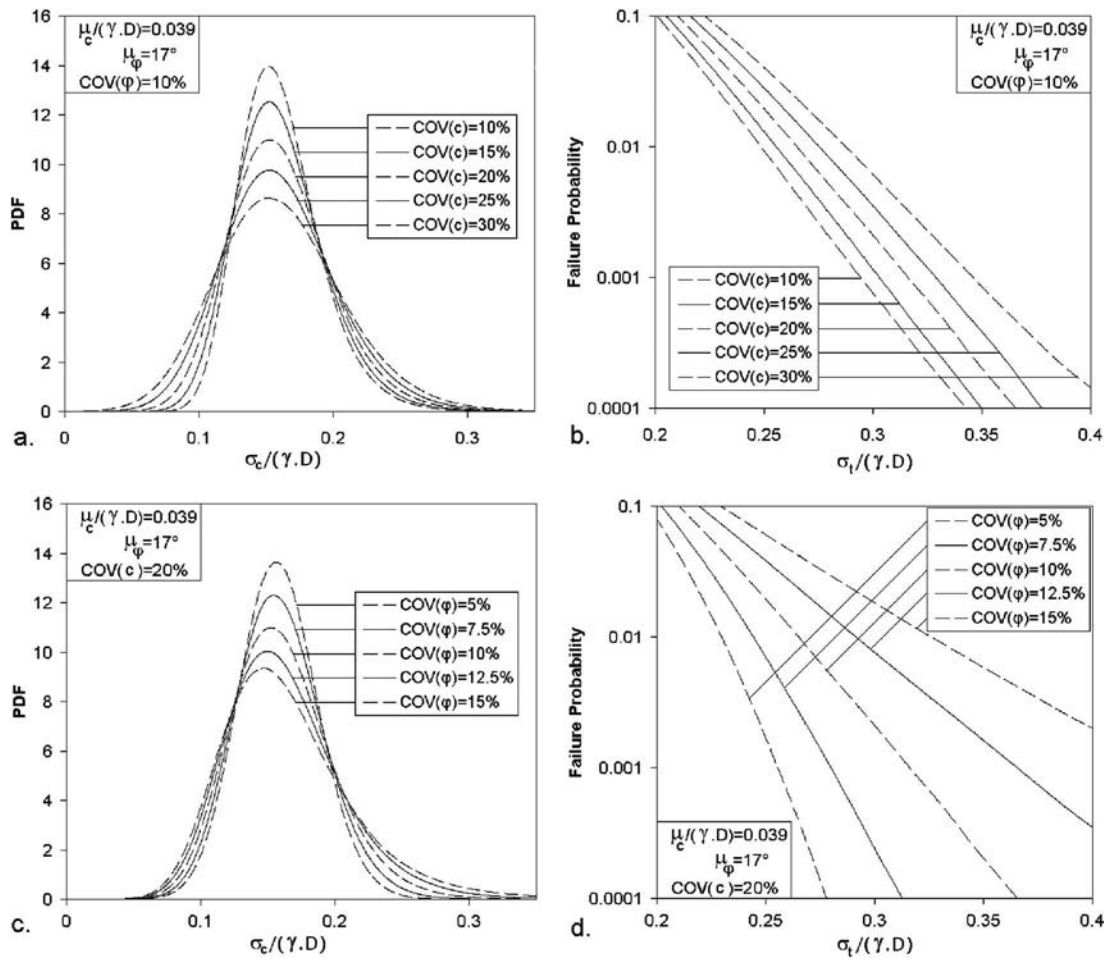 μc/(γ.D)=0.039
μφ=17°
COV(φ)=10%
16
14
12
10
8
6
4
2
0
PDF
COV(c)=10%
COV(c)=15%
COV(c)=20%
COV(c)=25%
COV(c)=30%
0
0.1
0.2
0.3
σc/(γ.D)
a.
μc/(γ.D)=0.039
μφ=17°
COV(φ)=10%
0.1
0.01
0.001
0.0001
Failure Probability
COV(c)=10%
COV(c)=15%
COV(c)=20%
COV(c)=25%
COV(c)=30%
0.2
0.25
0.3
0.35
0.4
σt/(γ.D)
b.
μc/(γ.D)=0.039
μφ=17°
COV(c)=20%
16
14
12
10
8
6
4
2
0
PDF
COV(φ)=5%
COV(φ)=7.5%
COV(φ)=10%
COV(φ)=12.5%
COV(φ)=15%
0
0.1
0.2
0.3
σc/(γ.D)
c.
0.1
0.01
0.001
0.0001
Failure Probability
COV(φ)=5%
COV(φ)=7.5%
COV(φ)=10%
COV(φ)=12.5%
COV(φ)=15%
μc/(γ.D)=0.039
μφ=17°
COV(c)=20%
0.2
0.25
0.3
0.35
0.4
σt/(γ.D)
d.